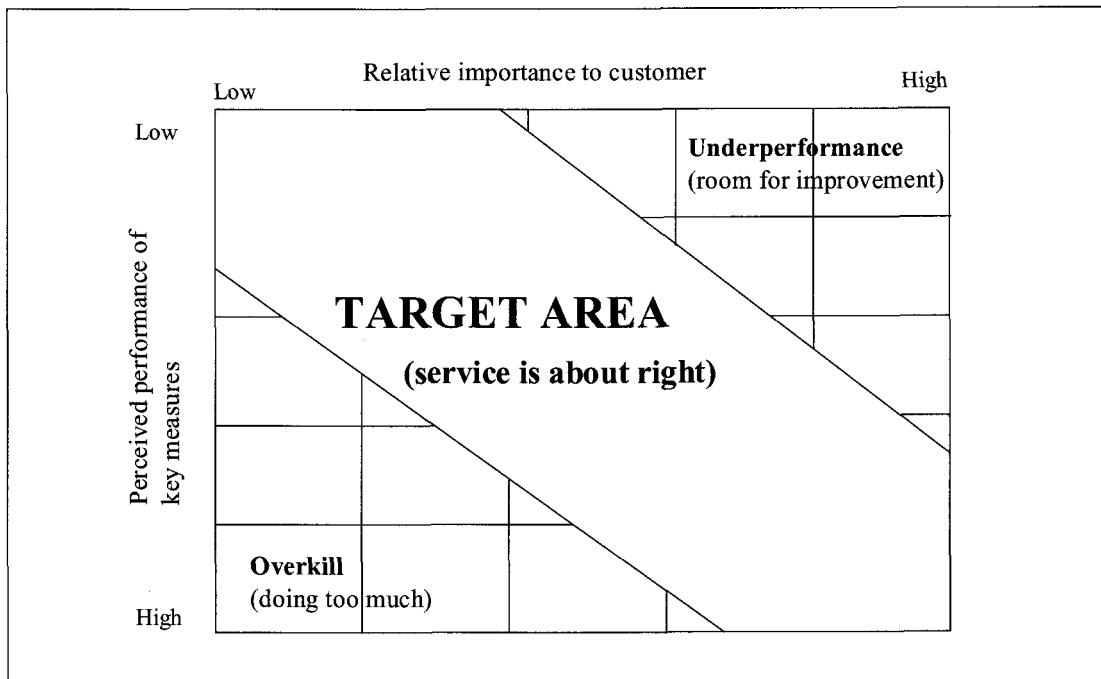 Relative importance to customer
Low
High
Low
Underperformance
(room for improvement)
Perceived performance of
key measures
TARGET AREA
(service is about right)
Overkill
(doing too much)
High